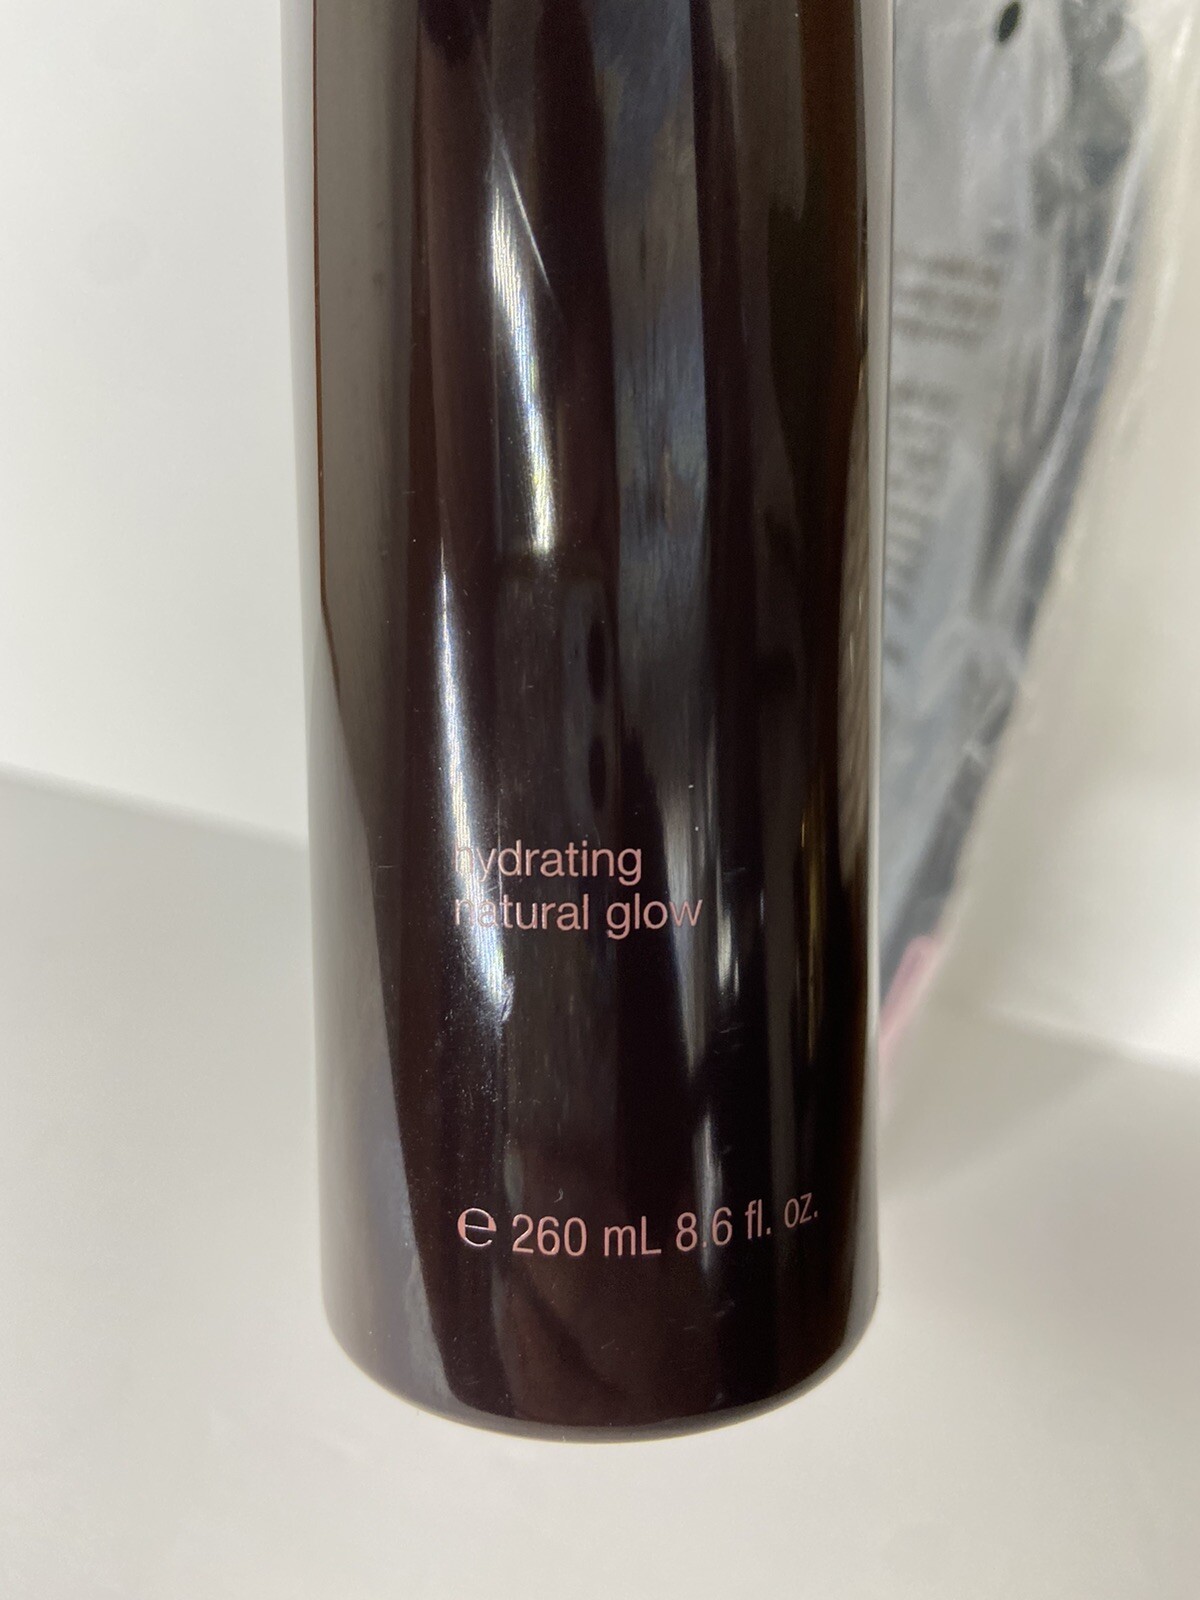 hydrating
natural glow
℮ 260 mL 8.6 fl. oz.